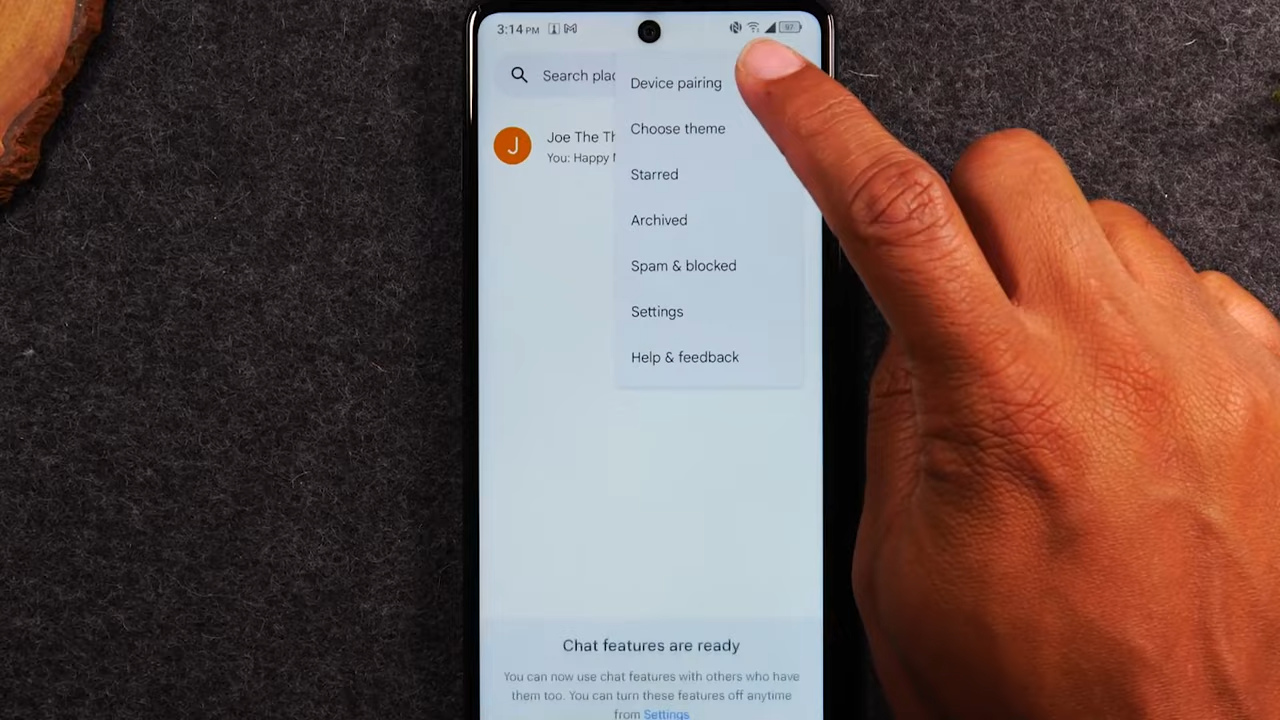 3:14 PM
97
Search plac
Device pairing
Choose theme
J
Joe The Th
You: Happy
Starred
Archived
Spam & blocked
Settings
Help & feedback
Chat features are ready
You can now use chat features with others who have
them too. You can turn these features off anytime
from Settings